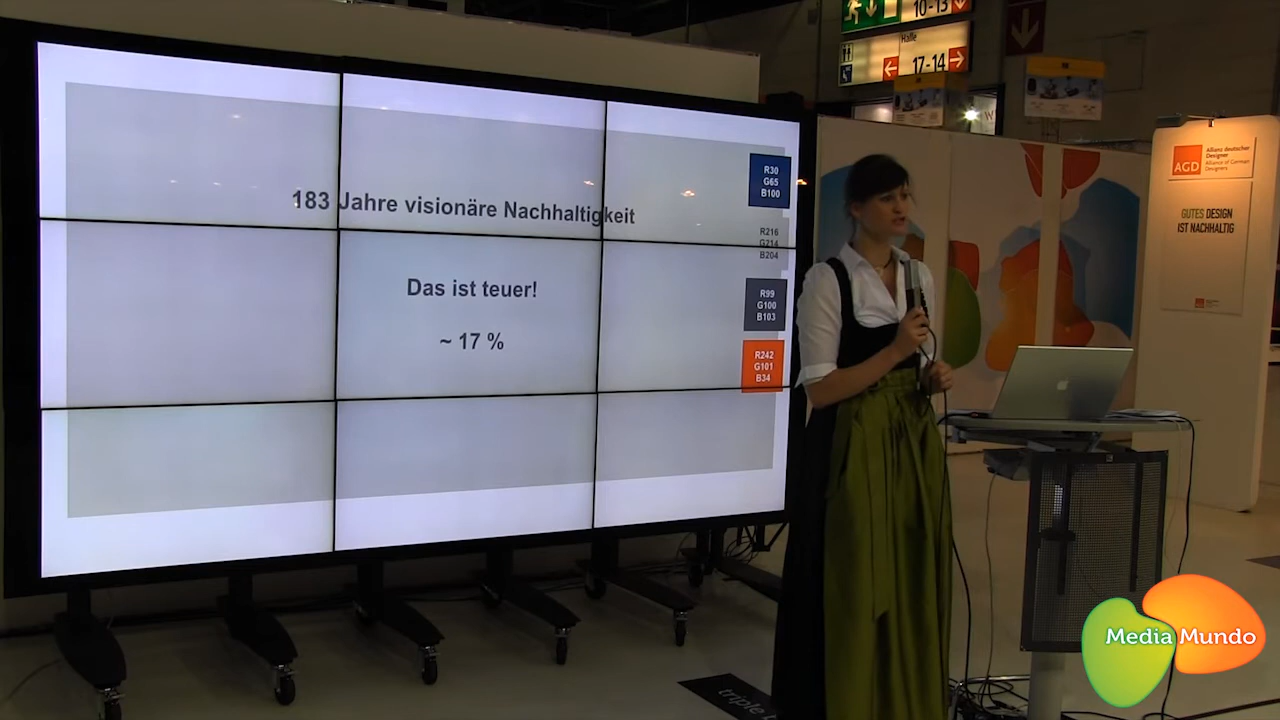 183 Jahre visionäre Nachhaltigkeit
Das ist teuer!
~ 17 %
R30
G65
B100
R216
G214
B204
R99
G100
B103
R242
G101
B34
10-13
Halle
17-14
AGD
Allianz deutscher
Designer
Alliance of German
Designers
GUTES DESIGN
IST NACHHALTIG
AGD
triple
Media Mundo